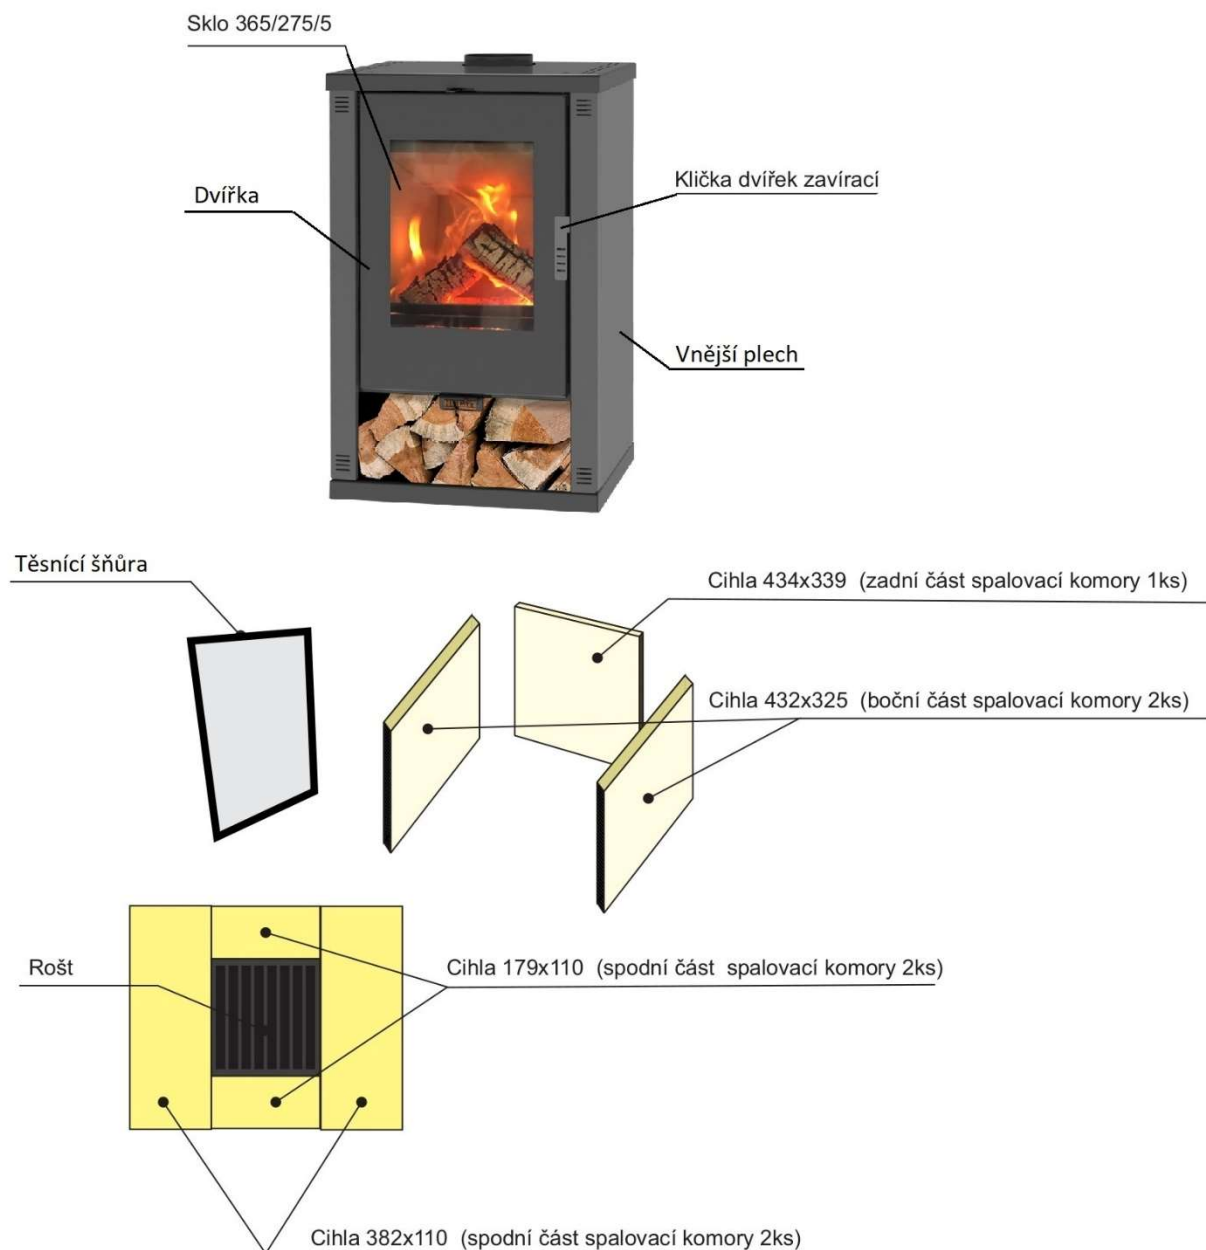 Sklo 365/275/5
Klička dvířek zavírací
Dvířka
Vnější plech
Těsnící šňůra
Cihla 434x339 (zadní část spalovací komory 1ks)
Cihla 432x325 (boční část spalovací komory 2ks)
Rošt
Cihla 179x110 (spodní část spalovací komory 2ks)
Cihla 382x110 (spodní část spalovací komory 2ks)